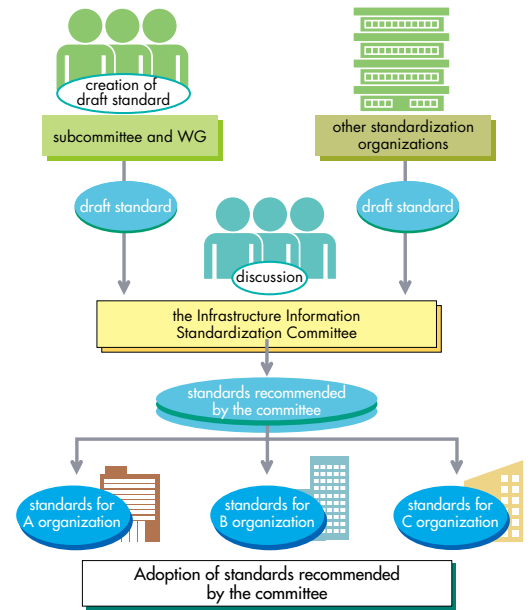 creation of
draft standard
subcommittee and WG
other standardization
organizations
draft standard
draft standard
discussion
the Infrastructure Information
Standardization Committee
standards recommended
by the committee
standards for
A organization
standards for
B organization
standards for
C organization
Adoption of standards recommended
by the committee